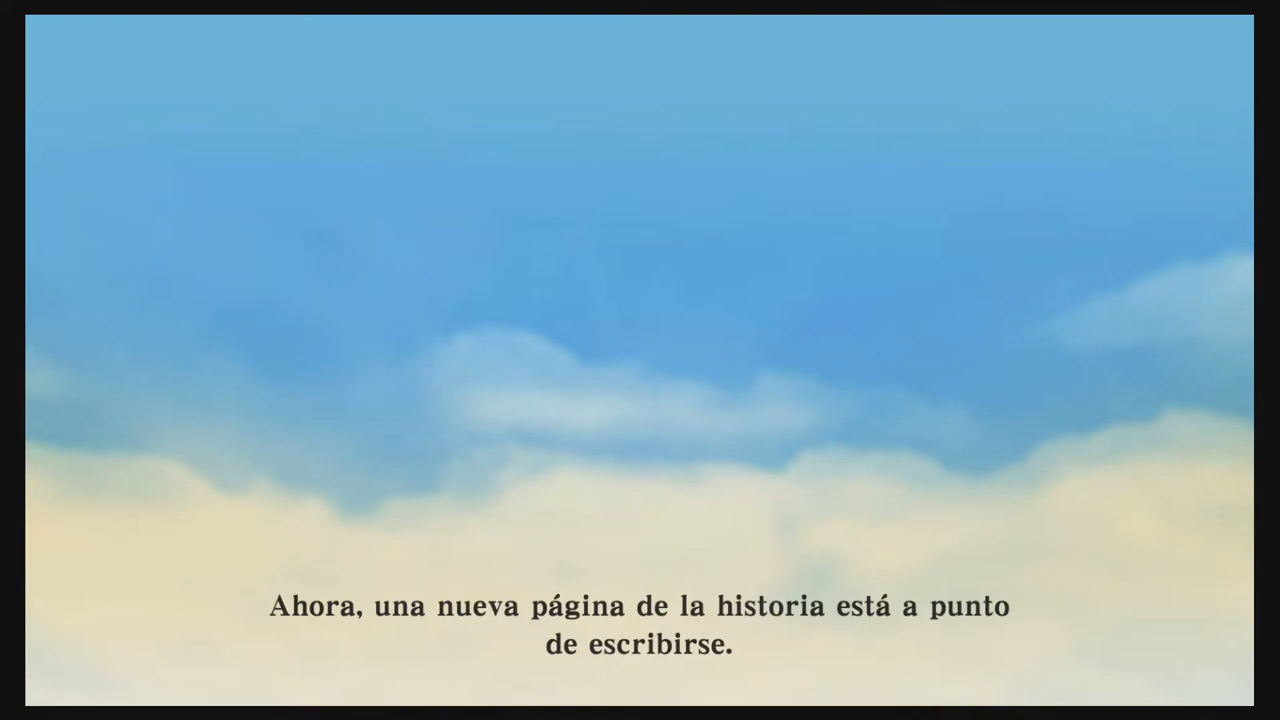 Ahora, una nueva página de la historia está a punto
de escribirse.